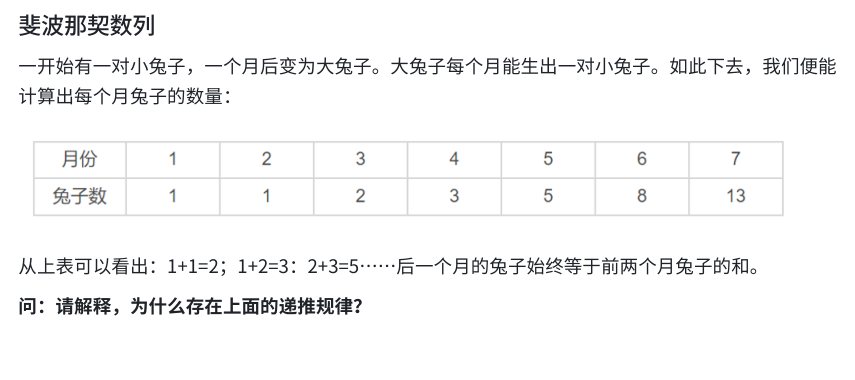 斐波那契数列
一开始有一对小兔子，一个月后变为大兔子。大兔子每个月能生出一对小兔子。如此下去，我们便能
计算出每个月兔子的数量：
月份 1 2 3 4 5 6 7
兔子数 1 1 2 3 5 8 13
从上表可以看出：1+1=2；1+2=3：2+3=5……后一个月的兔子始终等于前两个月兔子的和。
问：请解释，为什么存在上面的递推规律？